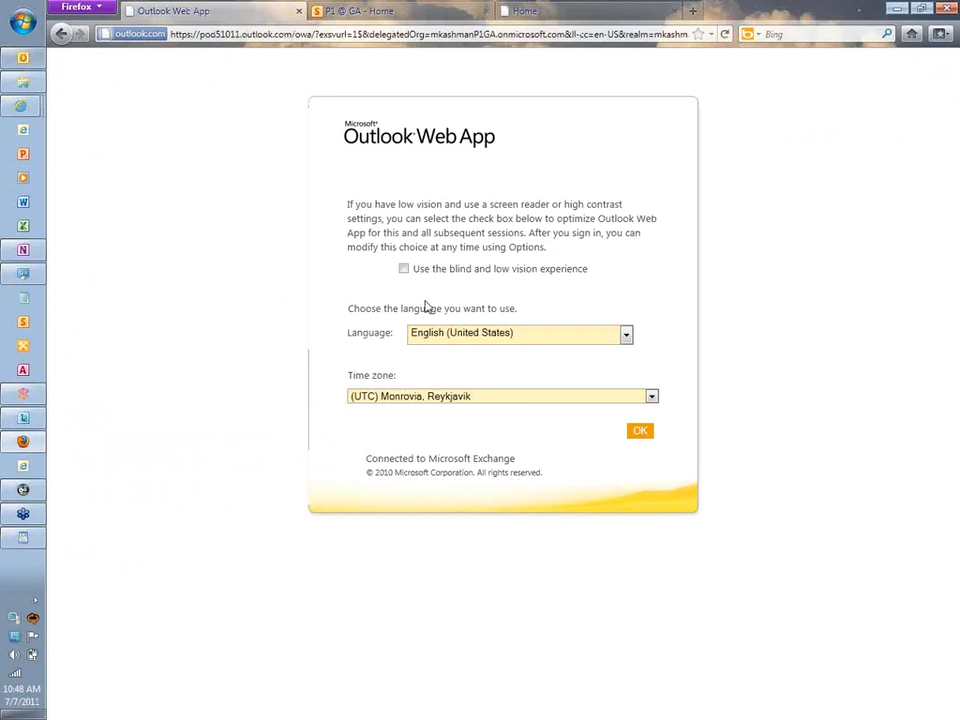 Firefox
Outlook Web App
P1 @ GA - Home
Home
outlook.com
https://pod51011.outlook.com/owa/?exsvurl=1$&delegatedOrg=mkashmanP1GA.onmicrosoft.com&ll-cc=en-US&realm=mkashm
Bing
Microsoft®
Outlook Web App
If you have low vision and use a screen reader or high contrast
settings, you can select the check box below to optimize Outlook Web
App for this and all subsequent sessions. After you sign in, you can
modify this choice at any time using Options.
Use the blind and low vision experience
Choose the language you want to use.
Language:
English (United States)
Time zone:
(UTC) Monrovia, Reykjavik
OK
Connected to Microsoft Exchange
© 2010 Microsoft Corporation. All rights reserved.
10:48 AM
7/7/2011